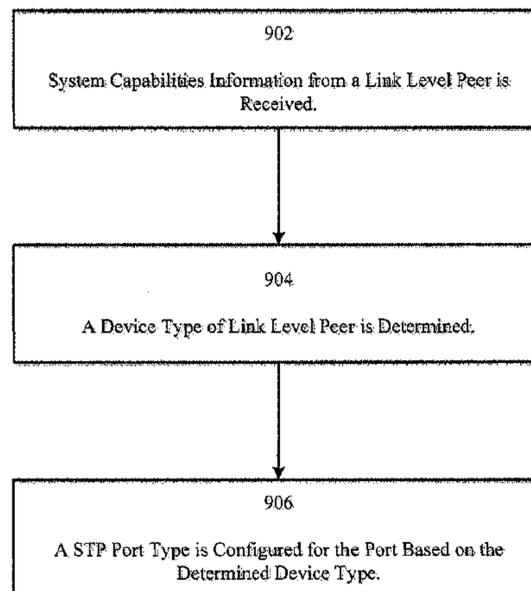 902
System Capabilities Information from a Link Level Peer is
Received.
904
A Device Type of Link Level Peer is Determined.
906
A STP Port Type is Configured for the Port Based on the
Determined Device Type.